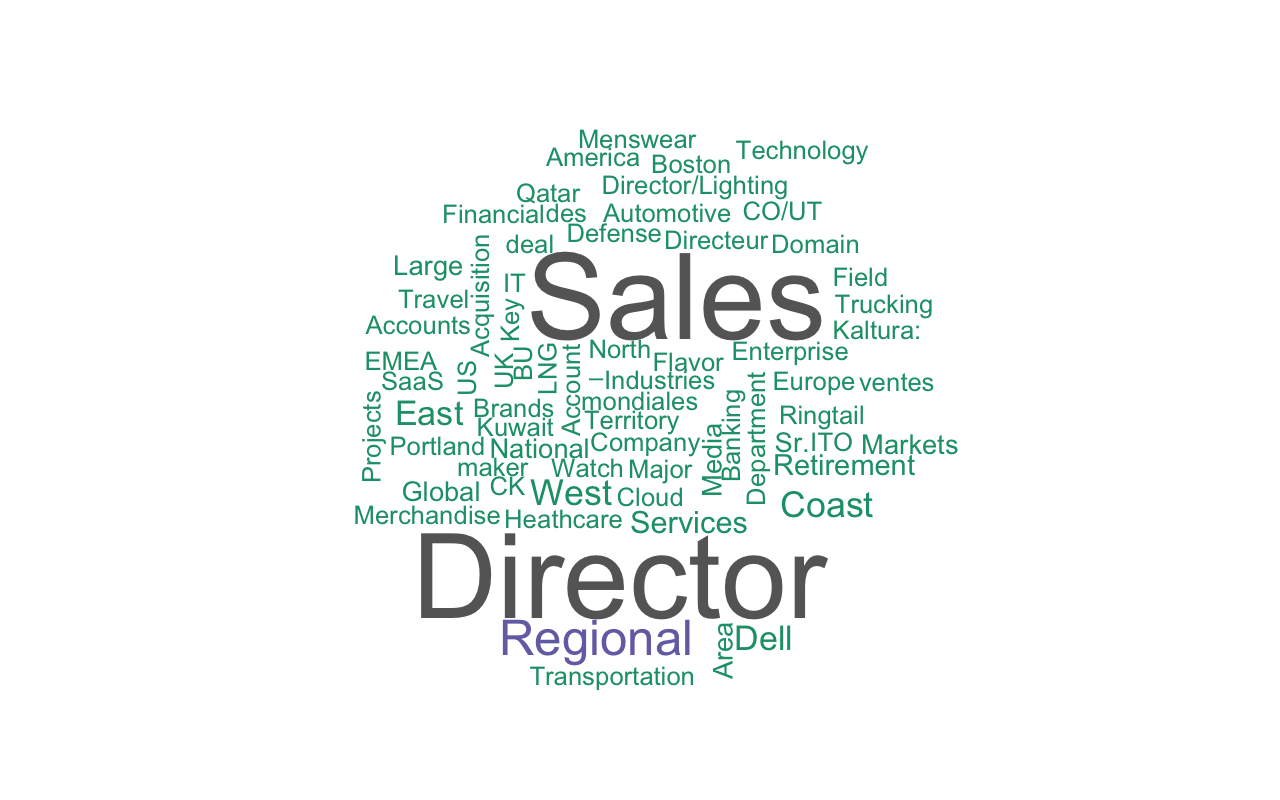 Menswear
America
Boston
Technology
Qatar
Director/Lighting
Financial
des
Automotive
CO/UT
Defense
Directeur
Domain
deal
Large
Acquisition
IT
Sales
Field
Travel
Key
Trucking
Accounts
Kaltura:
EMEA
US
UK
BU
LNG
Account
North
Flavor
Enterprise
SaaS
–Industries
Europe
ventes
Projects
East
Brands
mondiales
Banking
Department
Ringtail
Kuwait
Territory
Portland
National
Company
Media
Sr.ITO
Markets
maker
Watch
Major
Retirement
Global
CK
West
Cloud
Coast
Merchandise
Heathcare
Services
Director
Regional
Area
Dell
Transportation